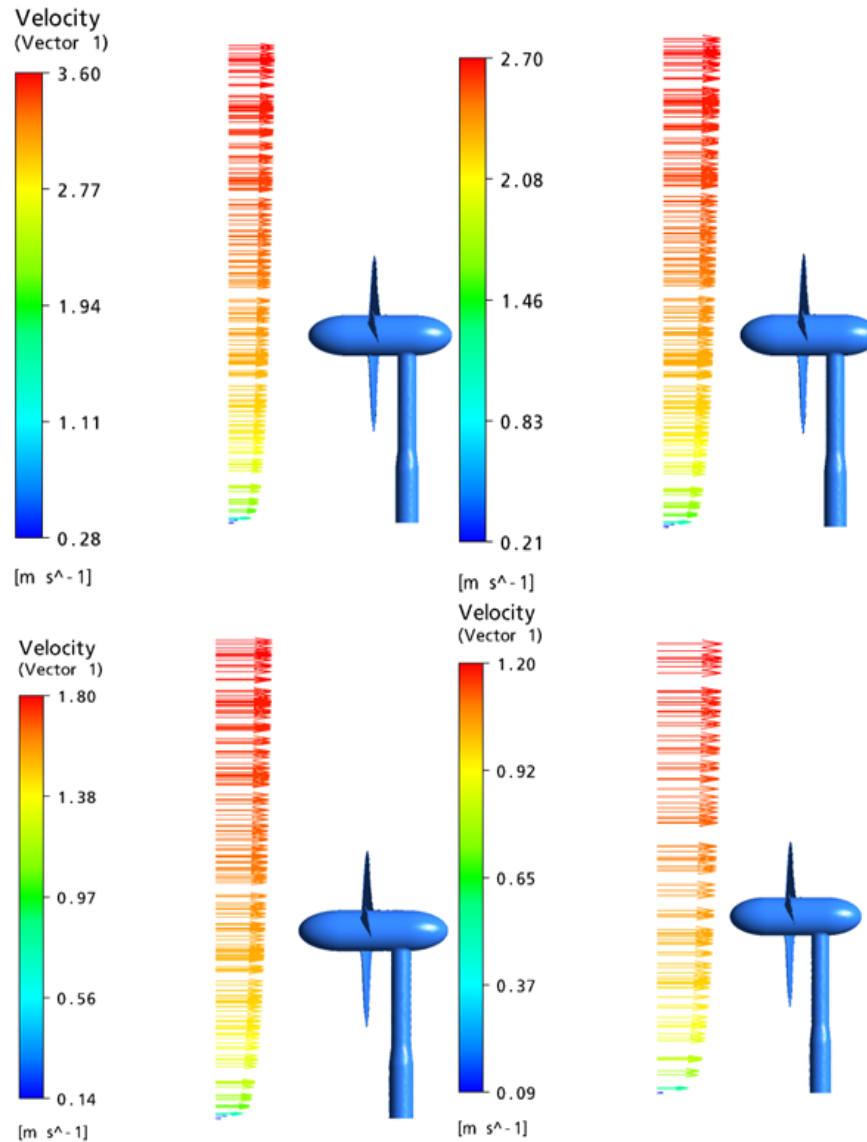 Velocity
(Vector 1)
3.60
2.77
1.94
1.11
0.28
[m s^-1]
2.70
2.08
1.46
0.83
0.21
[m s^-1]
Velocity
(Vector 1)
1.80
1.38
0.97
0.56
0.14
[m s^-1]
Velocity
(Vector 1)
1.20
0.92
0.65
0.37
0.09
[m s^-1]